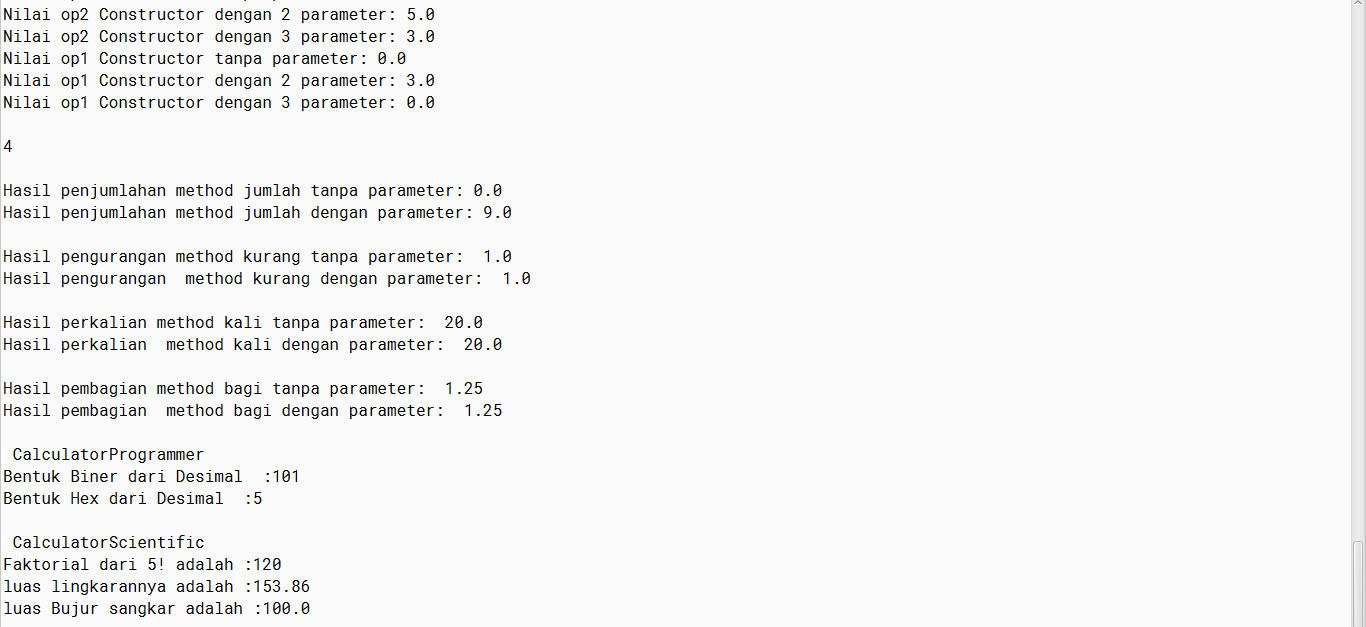 Nilai op2 Constructor dengan 2 parameter: 5.0
Nilai op2 Constructor dengan 3 parameter: 3.0
Nilai op1 Constructor tanpa parameter: 0.0
Nilai op1 Constructor dengan 2 parameter: 3.0
Nilai op1 Constructor dengan 3 parameter: 0.0
4
Hasil penjumlahan method jumlah tanpa parameter: 0.0
Hasil penjumlahan method jumlah dengan parameter: 9.0
Hasil pengurangan method kurang tanpa parameter:  1.0
Hasil pengurangan  method kurang dengan parameter:  1.0
Hasil perkalian method kali tanpa parameter:  20.0
Hasil perkalian  method kali dengan parameter:  20.0
Hasil pembagian method bagi tanpa parameter:  1.25
Hasil pembagian  method bagi dengan parameter:  1.25
CalculatorProgrammer
Bentuk Biner dari Desimal  :101
Bentuk Hex dari Desimal  :5
CalculatorScientific
Faktorial dari 5! adalah :120
luas lingkarannya adalah :153.86
luas Bujur sangkar adalah :100.0